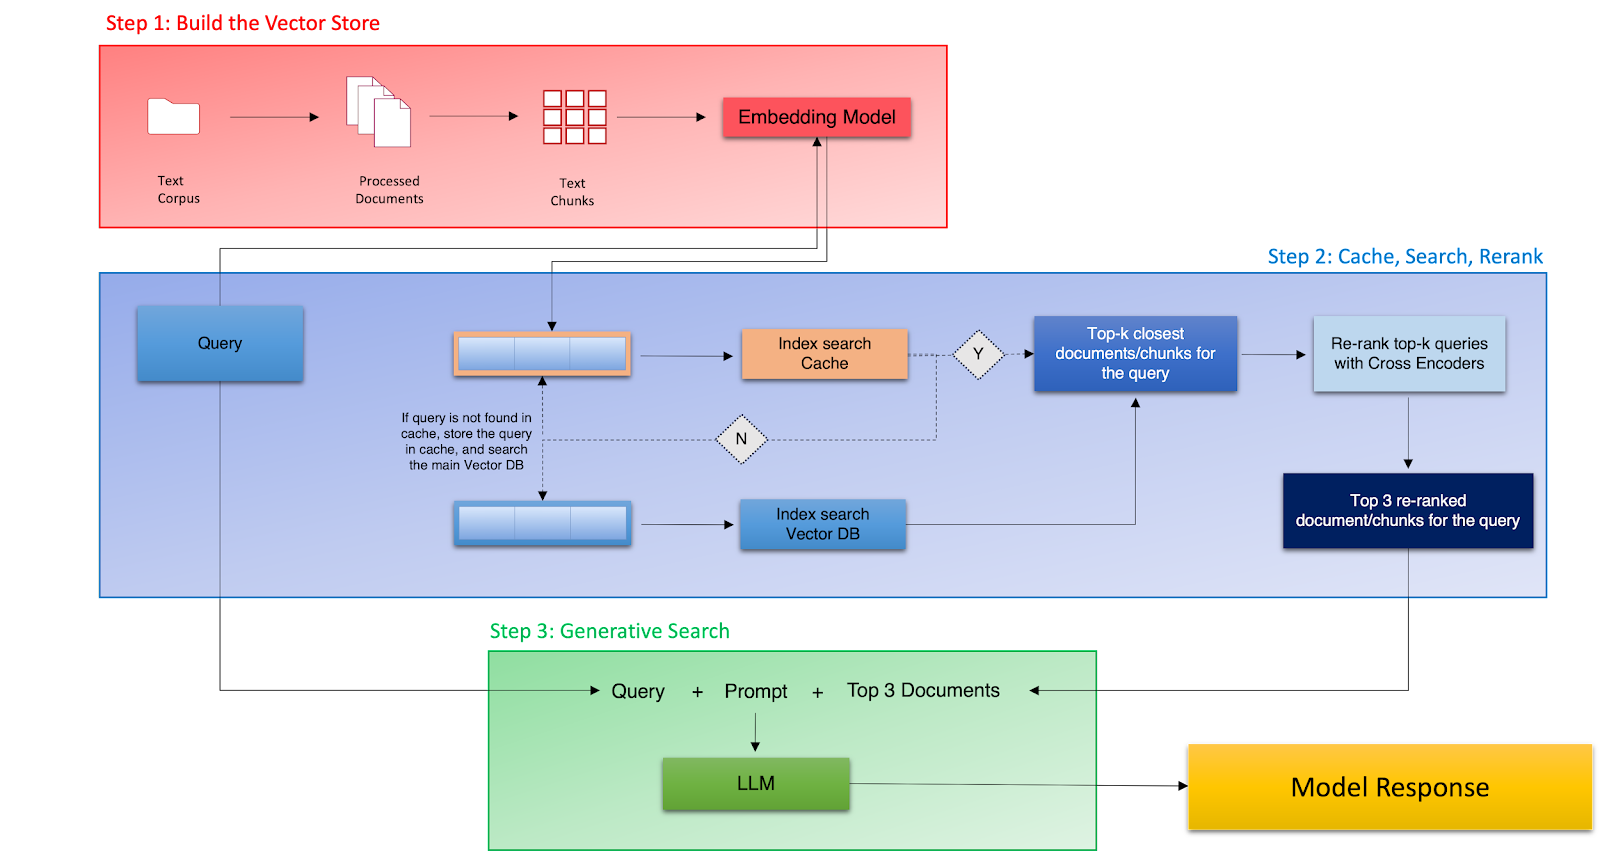 Step 1: Build the Vector Store
Embedding Model
Text
Corpus
Processed
Documents
Text
Chunks
Step 2: Cache, Search, Rerank
Query
Index search
Cache
Y
Top-k closest
documents/chunks for
the query
Re-rank top-k queries
with Cross Encoders
If query is not found in
cache, store the query
in cache, and search
the main Vector DB
N
Index search
Vector DB
Top 3 re-ranked
document/chunks for the query
Step 3: Generative Search
Query + Prompt + Top 3 Documents
LLM
Model Response